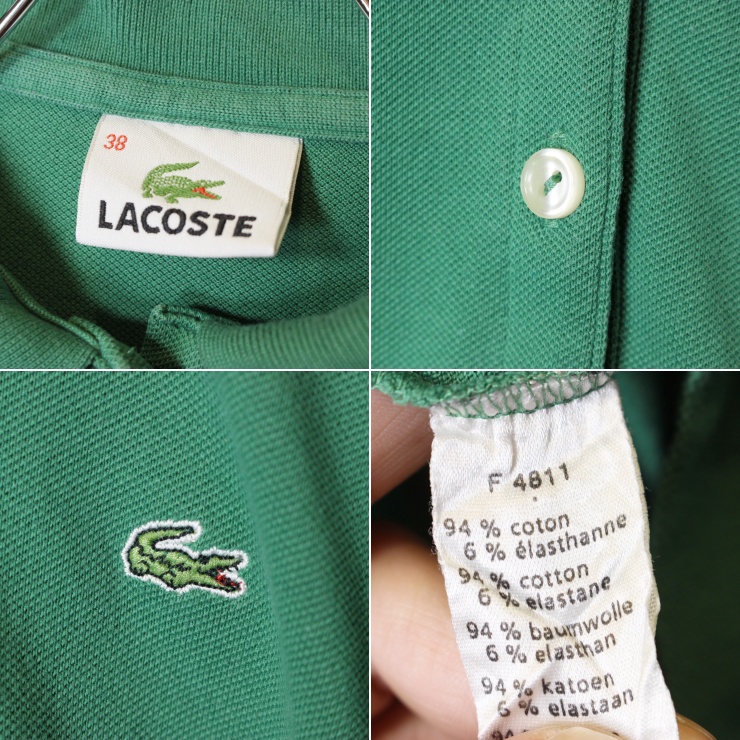 38
LACOSTE
F 4811
94 % coton
6 % élasthanne
94 % cotton
6 % elastane
94 % baumwolle
6 % elasthan
94 % katoen
6 % elastaan
94 %